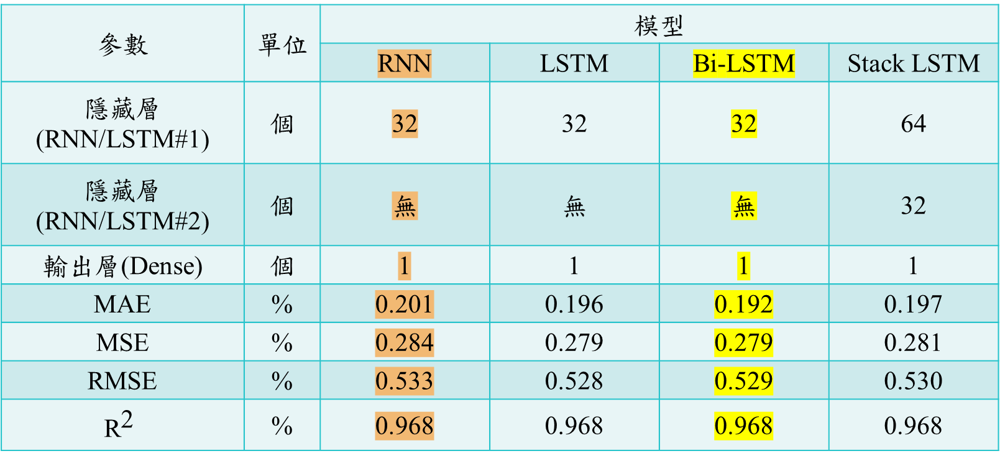 參數 單位 模型
RNN LSTM Bi-LSTM Stack LSTM
隱藏層
(RNN/LSTM#1) 個 32 32 32 64
隱藏層
(RNN/LSTM#2) 個 無 無 無 32
輸出層(Dense) 個 1 1 1 1
MAE % 0.201 0.196 0.192 0.197
MSE % 0.284 0.279 0.279 0.281
RMSE % 0.533 0.528 0.529 0.530
R2 % 0.968 0.968 0.968 0.968